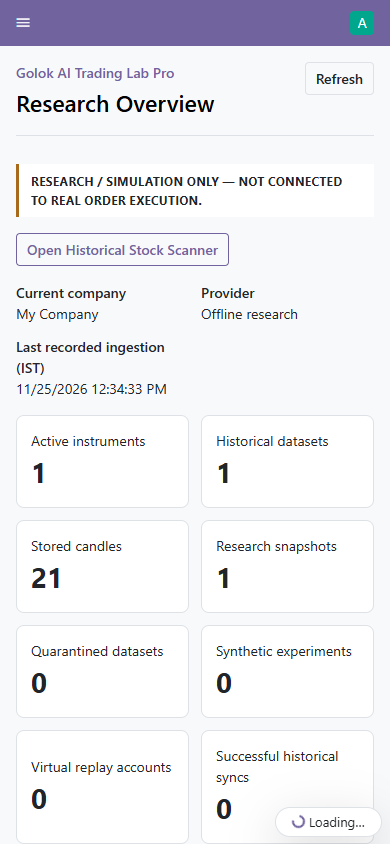 A
Golok AI Trading Lab Pro
Refresh
Research Overview
RESEARCH / SIMULATION ONLY — NOT CONNECTED
TO REAL ORDER EXECUTION.
Open Historical Stock Scanner
Current company
Provider
My Company
Offline research
Last recorded ingestion
(IST)
11/25/2026 12:34:33 PM
Active instruments
1
Historical datasets
1
Stored candles
21
Research snapshots
1
Quarantined datasets
0
Synthetic experiments
0
Virtual replay accounts
0
Successful historical
syncs
0
Loading...